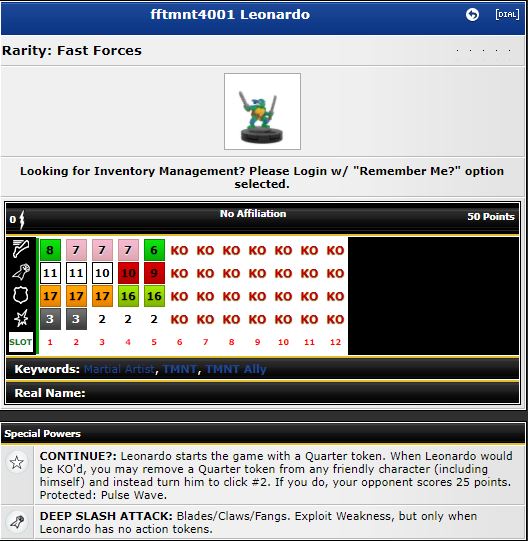 fftmnt4001 Leonardo
[DIAL]
Rarity: Fast Forces
Looking for Inventory Management? Please Login w/ "Remember Me?" option
selected.
0 No Affiliation 50 Points
8 7 7 7 6 KO KO KO KO KO KO KO
11 11 10 10 9 KO KO KO KO KO KO KO
17 17 17 16 16 KO KO KO KO KO KO KO
3 3 2 2 2 KO KO KO KO KO KO KO
SLOT 1 2 3 4 5 6 7 8 9 10 11 12
Keywords: Martial Artist, TMNT, TMNT Ally
Real Name:
Special Powers
CONTINUE?: Leonardo starts the game with a Quarter token. When Leonardo would
be KO'd, you may remove a Quarter token from any friendly character (including
himself) and instead turn him to click #2. If you do, your opponent scores 25 points.
Protected: Pulse Wave.
DEEP SLASH ATTACK: Blades/Claws/Fangs. Exploit Weakness, but only when
Leonardo has no action tokens.